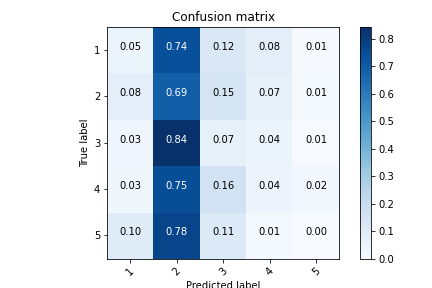 Confusion matrix
1 0.05 0.74 0.12 0.08 0.01
2 0.08 0.69 0.15 0.07 0.01
3 0.03 0.84 0.07 0.04 0.01
4 0.03 0.75 0.16 0.04 0.02
5 0.10 0.78 0.11 0.01 0.00
1 2 3 4 5
True label
Predicted label
0.8
0.7
0.6
0.5
0.4
0.3
0.2
0.1
0.0